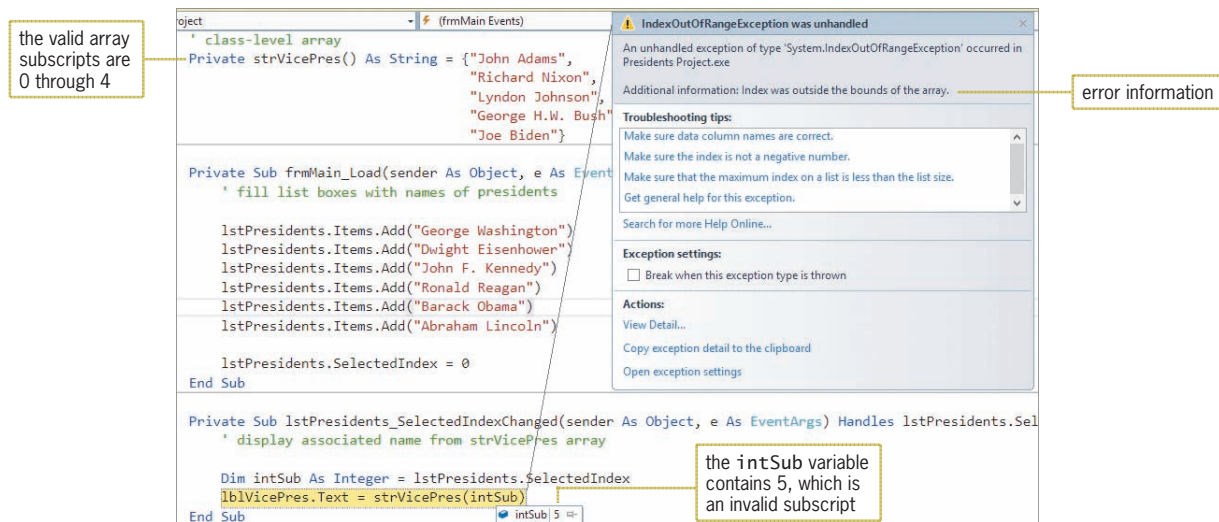 the valid array
subscripts are
0 through 4
oject
(frmMain Events)
' class-level array
Private strVicePres() As String = {"John Adams",
"Richard Nixon",
"Lyndon Johnson",
"George H.W. Bush"
"Joe Biden"}
Private Sub frmMain_Load(sender As Object, e As Event
' fill list boxes with names of presidents
lstPresidents.Items.Add("George Washington")
lstPresidents.Items.Add("Dwight Eisenhower")
lstPresidents.Items.Add("John F. Kennedy")
lstPresidents.Items.Add("Ronald Reagan")
lstPresidents.Items.Add("Barack Obama")
lstPresidents.Items.Add("Abraham Lincoln")
lstPresidents.SelectedIndex = 0
End Sub
Private Sub lstPresidents_SelectedIndexChanged(sender As Object, e As EventArgs) Handles lstPresidents.Sel
' display associated name from strVicePres array
Dim intSub As Integer = lstPresidents.SelectedIndex
lblVicePres.Text = strVicePres(intSub)
End Sub
intSub 5
IndexOutOfRangeException was unhandled
An unhandled exception of type 'System.IndexOutOfRangeException' occurred in
Presidents Project.exe
Additional information: Index was outside the bounds of the array.
Troubleshooting tips:
Make sure data column names are correct.
Make sure the index is not a negative number.
Make sure that the maximum index on a list is less than the list size.
Get general help for this exception.
Search for more Help Online...
Exception settings:
Break when this exception type is thrown
Actions:
View Detail...
Copy exception detail to the clipboard
Open exception settings
error information
the intSub variable
contains 5, which is
an invalid subscript